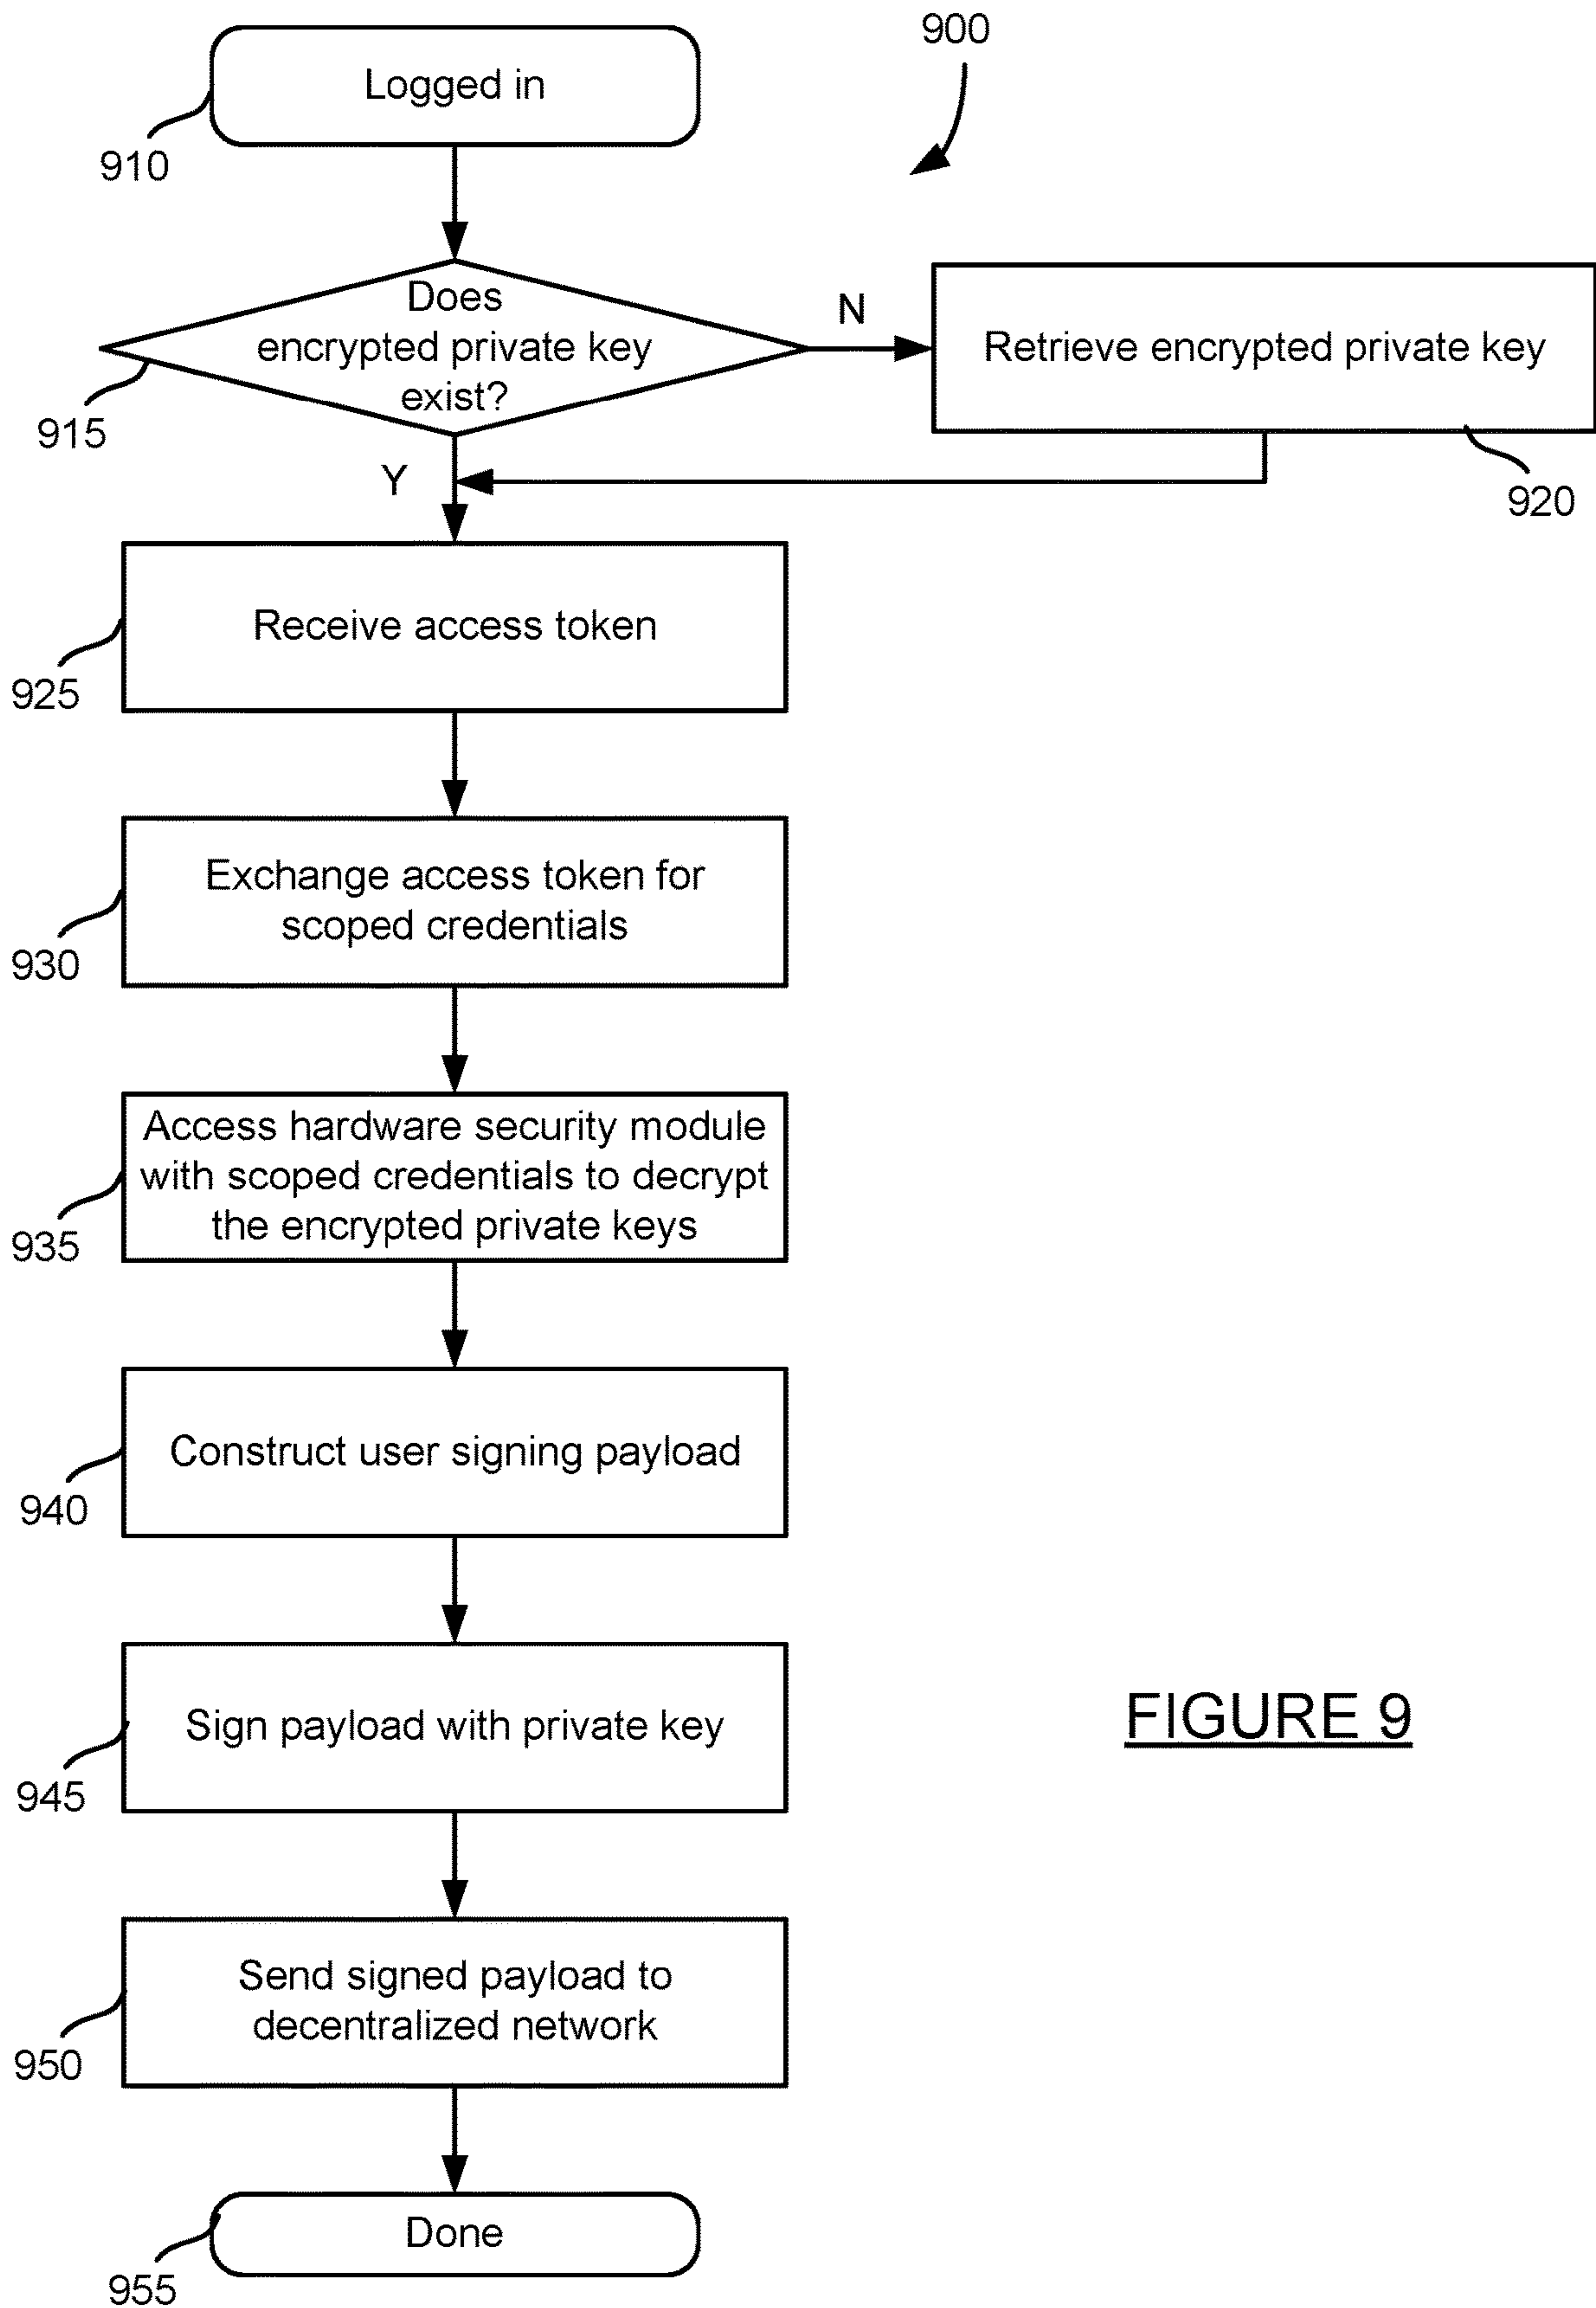 900
Logged in
910
Does
encrypted private key
exist?
N
915
Retrieve encrypted private key
920
Y
Receive access token
925
Exchange access token for
scoped credentials
930
Access hardware security module
with scoped credentials to decrypt
the encrypted private keys
935
Construct user signing payload
940
Sign payload with private key
945
FIGURE 9
Send signed payload to
decentralized network
950
Done
955